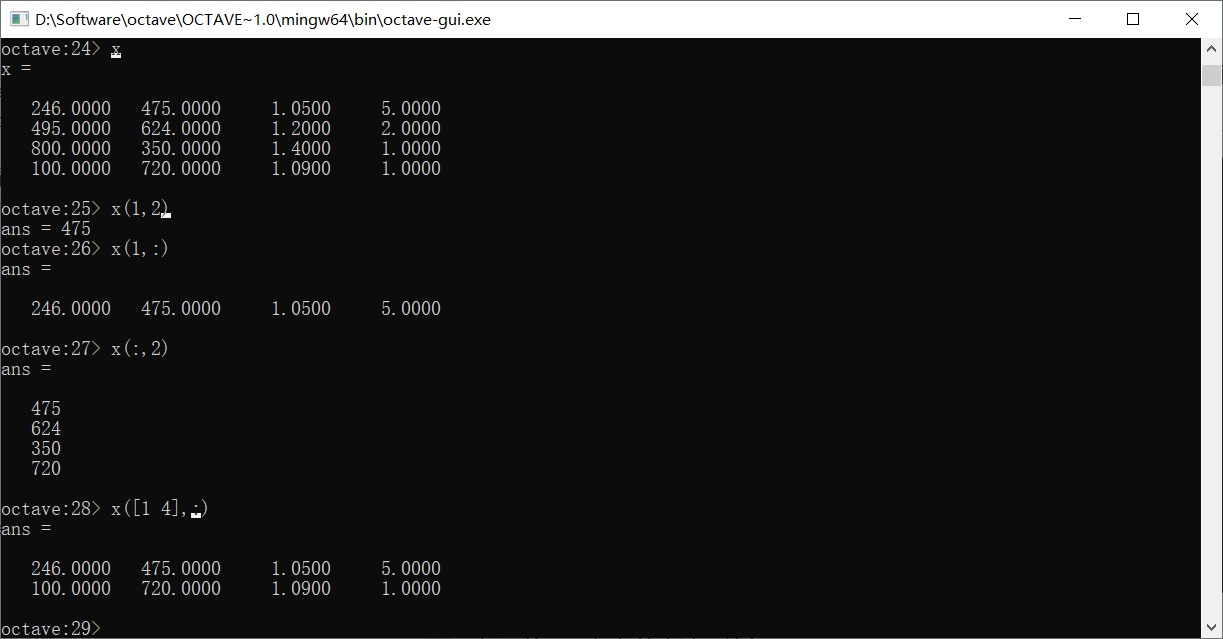 D:\Software\octave\OCTAVE~1.0\mingw64\bin\octave-gui.exe
octave:24> x
x =
246.0000 475.0000 1.0500 5.0000
495.0000 624.0000 1.2000 2.0000
800.0000 350.0000 1.4000 1.0000
100.0000 720.0000 1.0900 1.0000
octave:25> x(1,2)
ans = 475
octave:26> x(1,:)
ans =
246.0000 475.0000 1.0500 5.0000
octave:27> x(:,2)
ans =
475
624
350
720
octave:28> x([1 4],:)
ans =
246.0000 475.0000 1.0500 5.0000
100.0000 720.0000 1.0900 1.0000
octave:29>